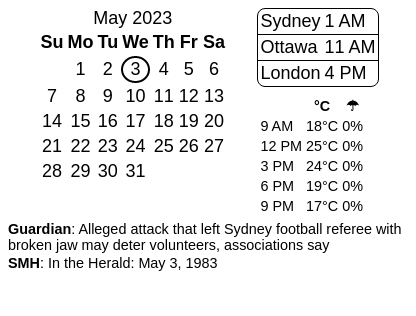 May 2023
Su Mo Tu We Th Fr Sa
1 2 3 4 5 6
7 8 9 10 11 12 13
14 15 16 17 18 19 20
21 22 23 24 25 26 27
28 29 30 31
Sydney 1 AM
Ottawa 11 AM
London 4 PM
°C ☂
9 AM 18°C 0%
12 PM 25°C 0%
3 PM 24°C 0%
6 PM 19°C 0%
9 PM 17°C 0%
Guardian: Alleged attack that left Sydney football referee with
broken jaw may deter volunteers, associations say
SMH: In the Herald: May 3, 1983